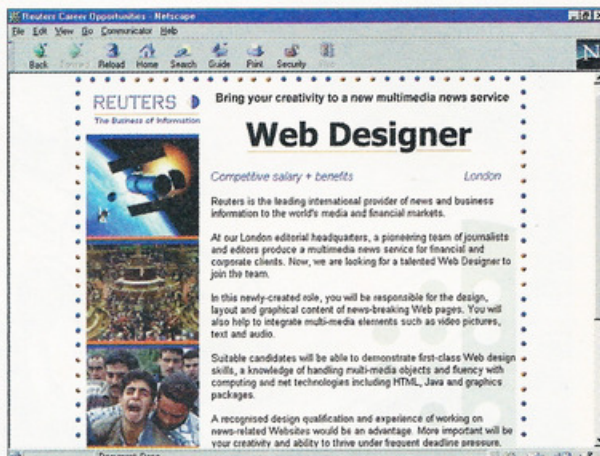 Reuters Career Opportunities - Netscape
File Edit View Go Communicator Help
Back Forward Reload Home Search Guide Print Security Stop
N
REUTERS
The Business of Information
Bring your creativity to a new multimedia news service
Web Designer
Competitive salary + benefits London
Reuters is the leading international provider of news and business
information to the world's media and financial markets.
At our London editorial headquarters, a pioneering team of journalists
and editors produce a multimedia news service for financial and
corporate clients. Now, we are looking for a talented Web Designer to
join the team.
In this newly-created role, you will be responsible for the design,
layout and graphical content of news-breaking Web pages. You will
also help to integrate multi-media elements such as video pictures,
text and audio.
Suitable candidates will be able to demonstrate first-class Web design
skills, a knowledge of handling multi-media objects and fluency with
computing and net technologies including HTML, Java and graphics
packages.
A recognised design qualification and experience of working on
news-related Websites would be an advantage. More important will be
your creativity and ability to thrive under frequent deadline pressure.
Document: Done